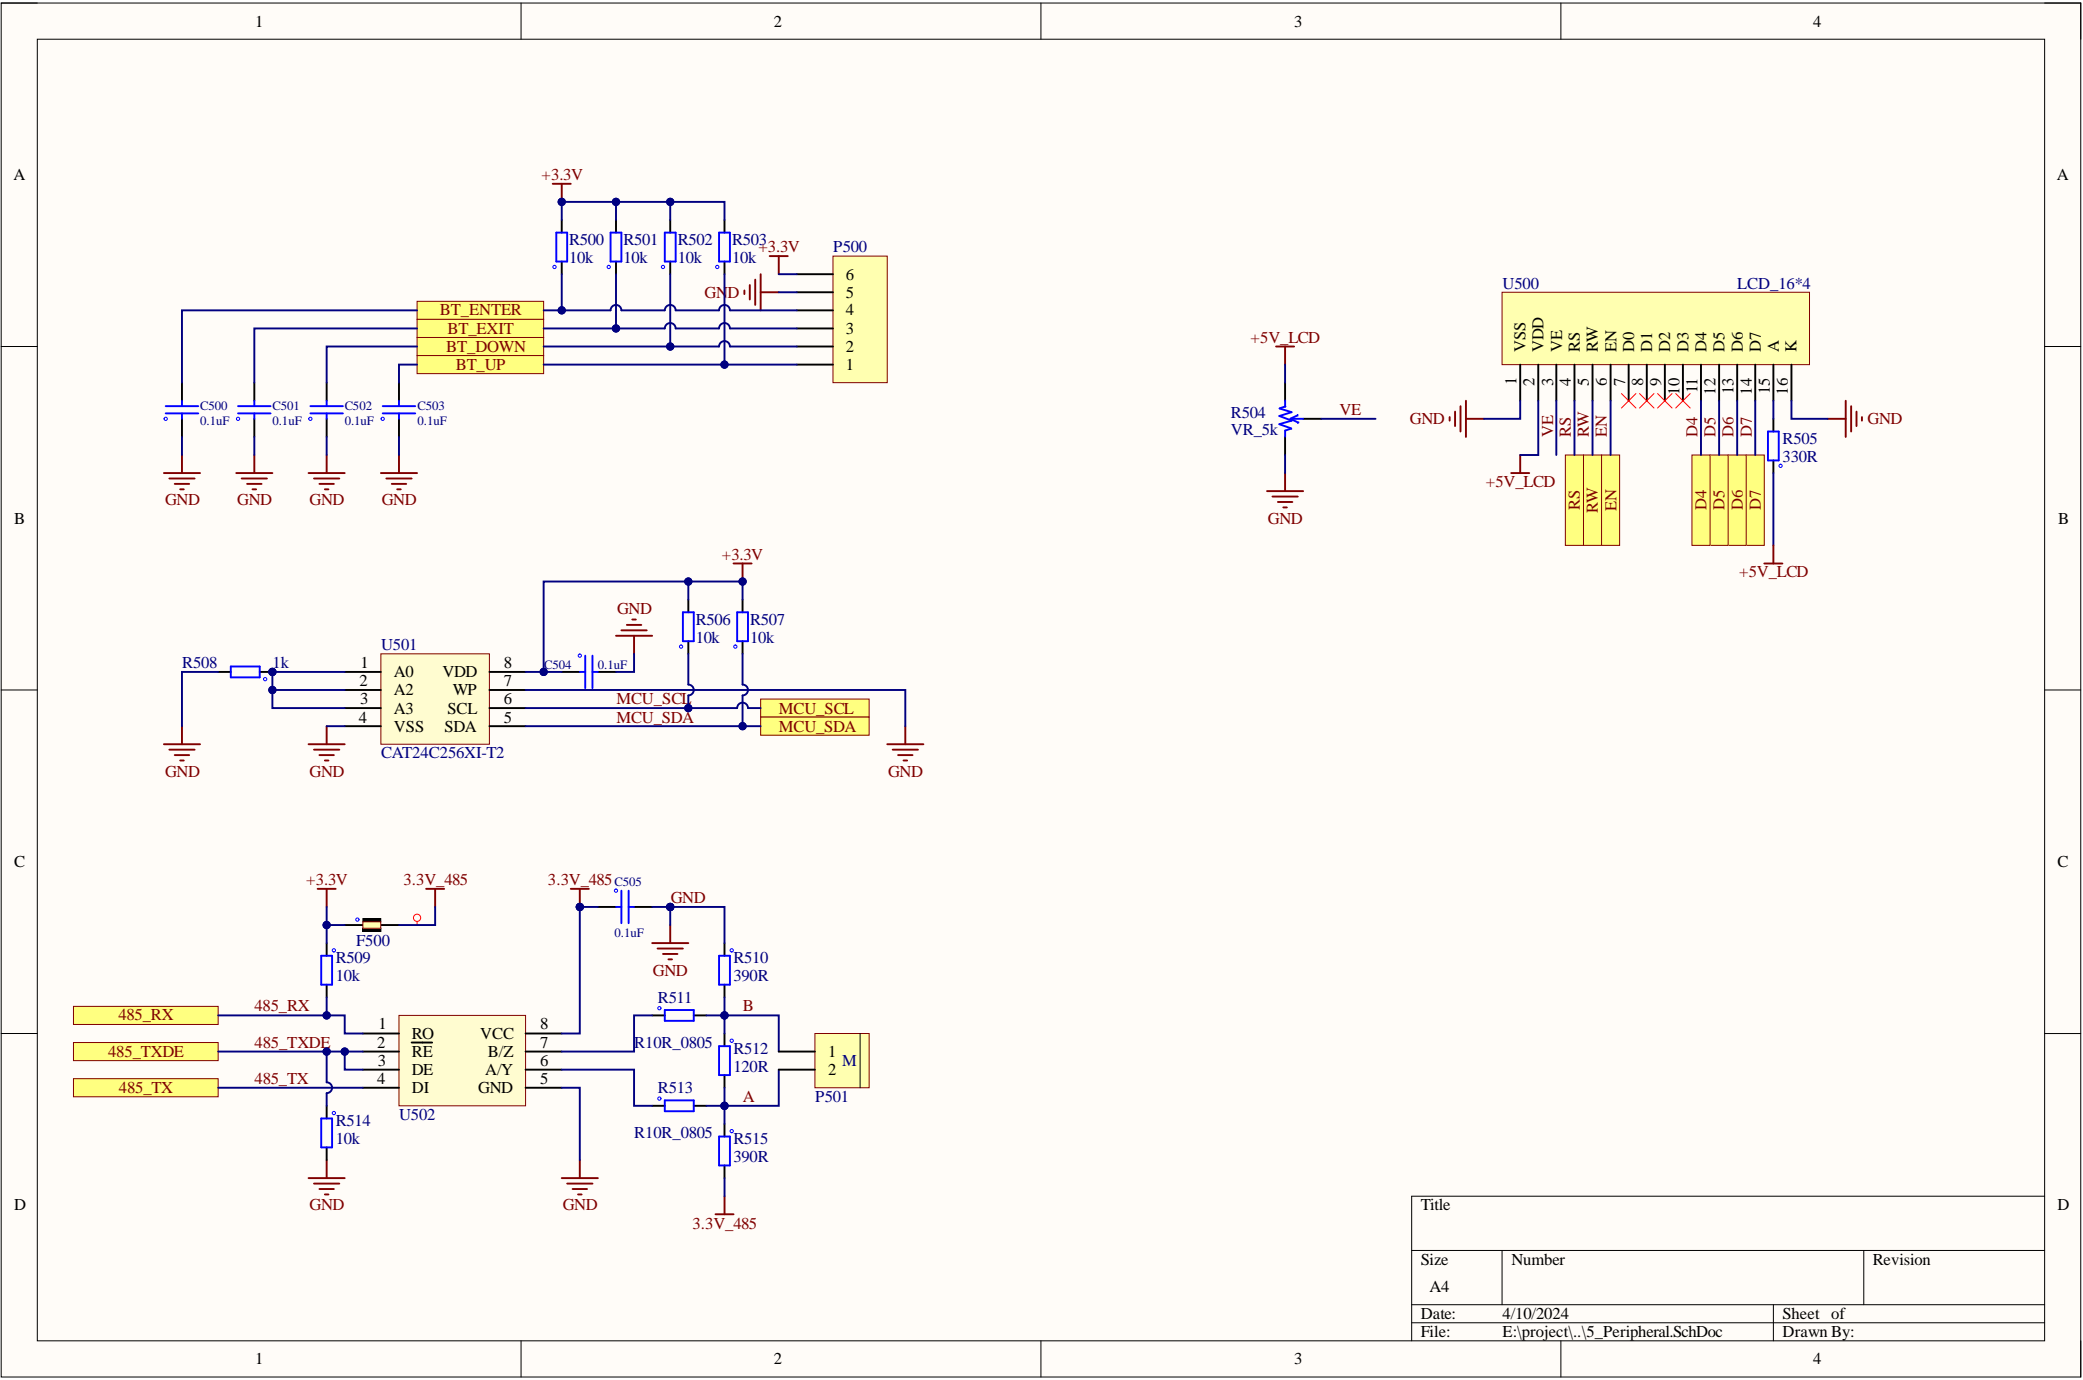 1 2 3 4
A A
+3.3V
R500 R501 R502 R503
10k 10k 10k 10k
+3.3V
P500
GND
6
5
4
3
2
1
BT_ENTER
BT_EXIT
BT_DOWN
BT_UP
C500 C501 C502 C503
0.1uF 0.1uF 0.1uF 0.1uF
GND GND GND GND
+5V_LCD
R504
VR_5k
VE
GND
U500 LCD_16*4
VSS VDD VE RS RW EN D0 D1 D2 D3 D4 D5 D6 D7 A K
1 2 3 4 5 6 7 8 9 10 11 12 13 14 15 16
GND VE RS RW EN D4 D5 D6 D7 GND
R505
330R
+5V_LCD
RS RW EN D4 D5 D6 D7
+5V_LCD
B B
+3.3V
GND
R506 R507
10k 10k
U501
R508 1k
C504 0.1uF
1 A0 VDD 8
2 A2 WP 7
3 A3 SCL 6
4 VSS SDA 5
CAT24C256XI-T2
MCU_SCL MCU_SCL
MCU_SDA MCU_SDA
GND GND GND
C C
+3.3V 3.3V_485
F500
R509
10k
3.3V_485 C505
0.1uF
GND
GND
R510
390R
R511
R10R_0805
B
485_RX 485_RX
485_TXDE 485_TXDE
485_TX 485_TX
1 RO VCC 8
2 RE B/Z 7
3 DE A/Y 6
4 DI GND 5
U502
R512
120R
1
2
M
P501
R513
A
R10R_0805
R514
10k
R515
390R
GND GND
3.3V_485
D D
Title
Size Number Revision
A4
Date: 4/10/2024 Sheet of
File: E:\project\..\5_Peripheral.SchDoc Drawn By:
1 2 3 4